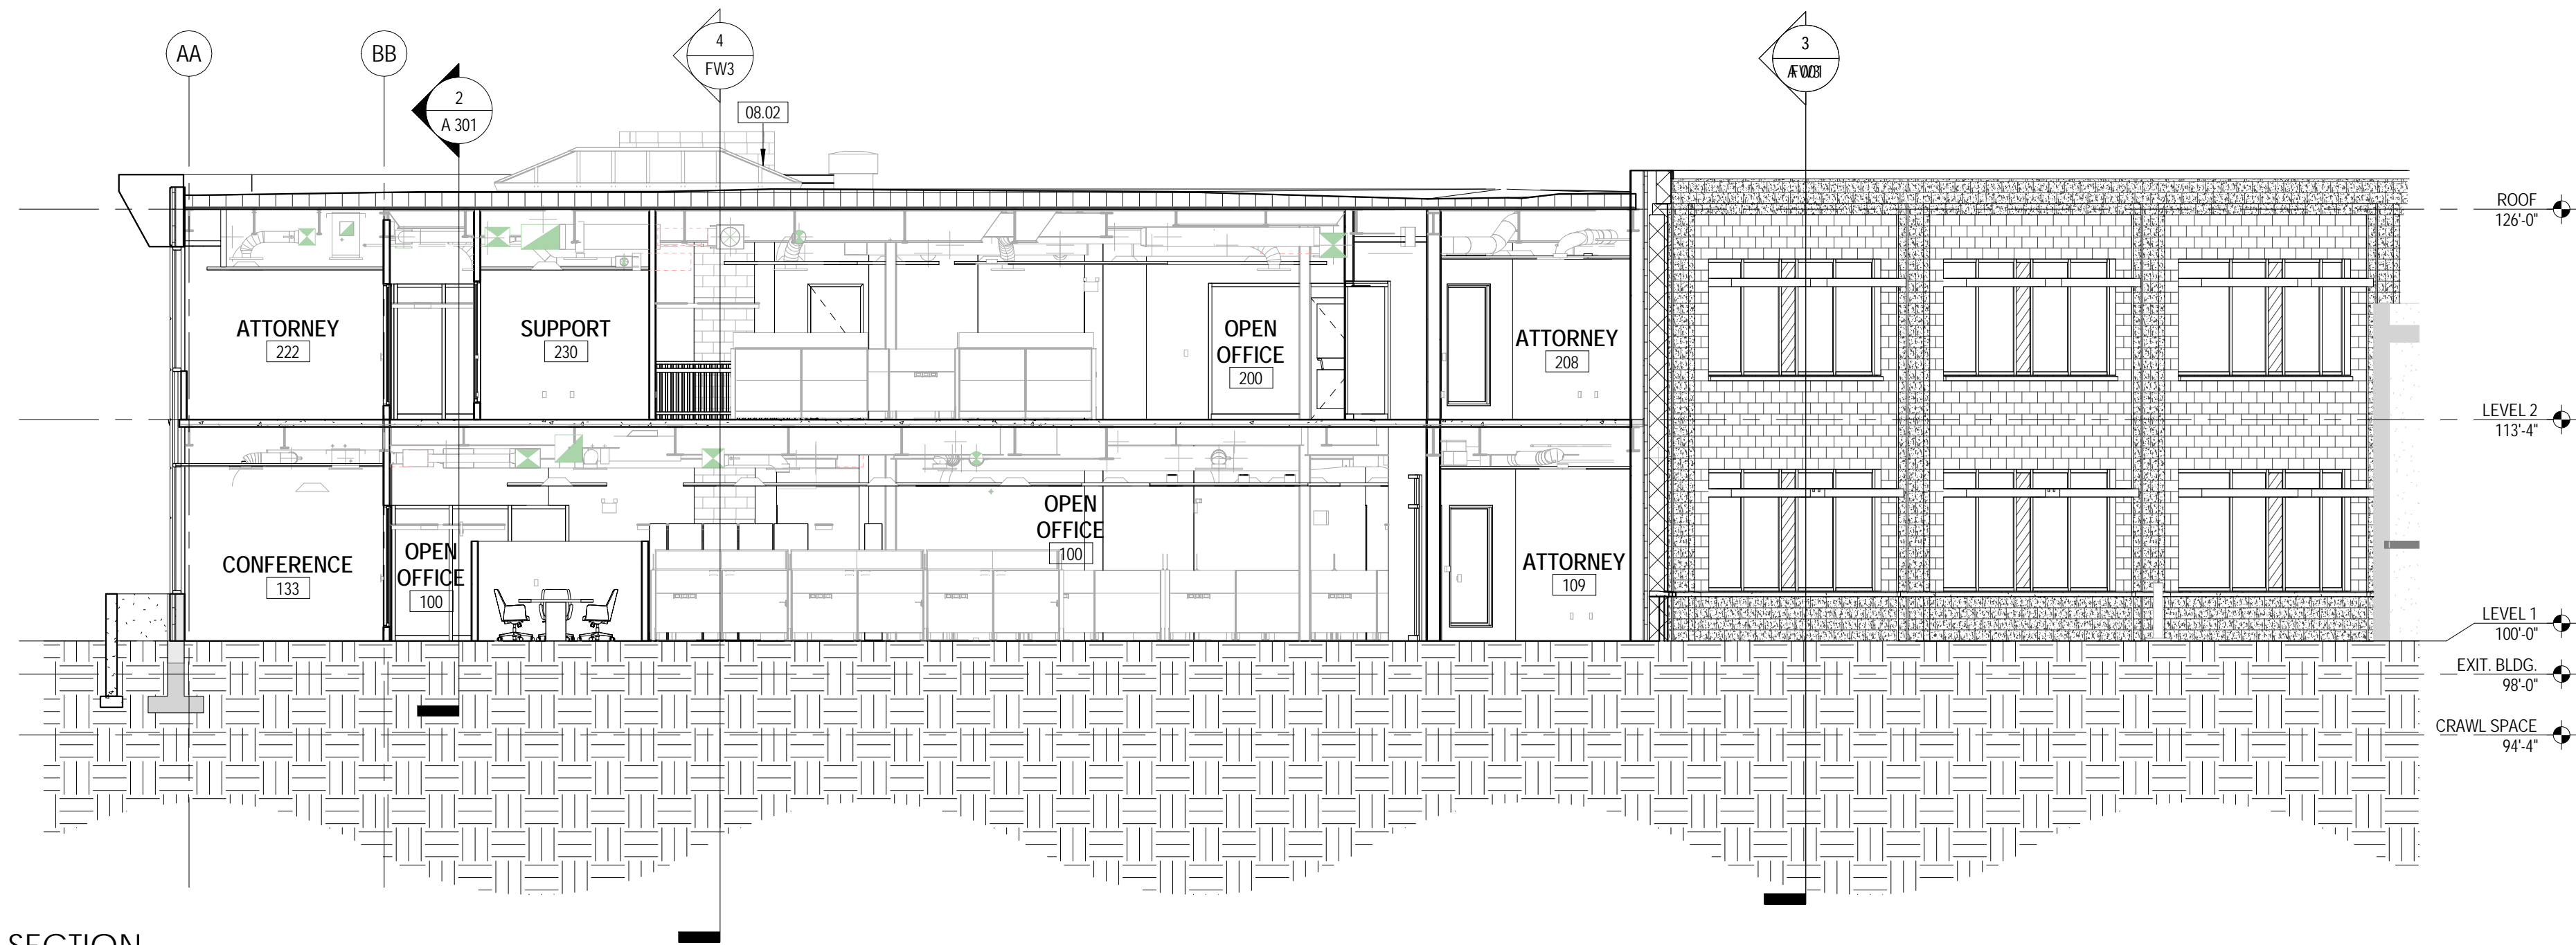 AA
BB
2
A 301
4
FW3
08.02
3
ROOF
126'-0"
ATTORNEY
222
SUPPORT
230
OPEN
OFFICE
200
ATTORNEY
208
LEVEL 2
113'-4"
CONFERENCE
133
OPEN
OFFICE
100
OPEN
OFFICE
100
ATTORNEY
109
LEVEL 1
100'-0"
EXIT. BLDG.
98'-0"
CRAWL SPACE
94'-4"
SECTION